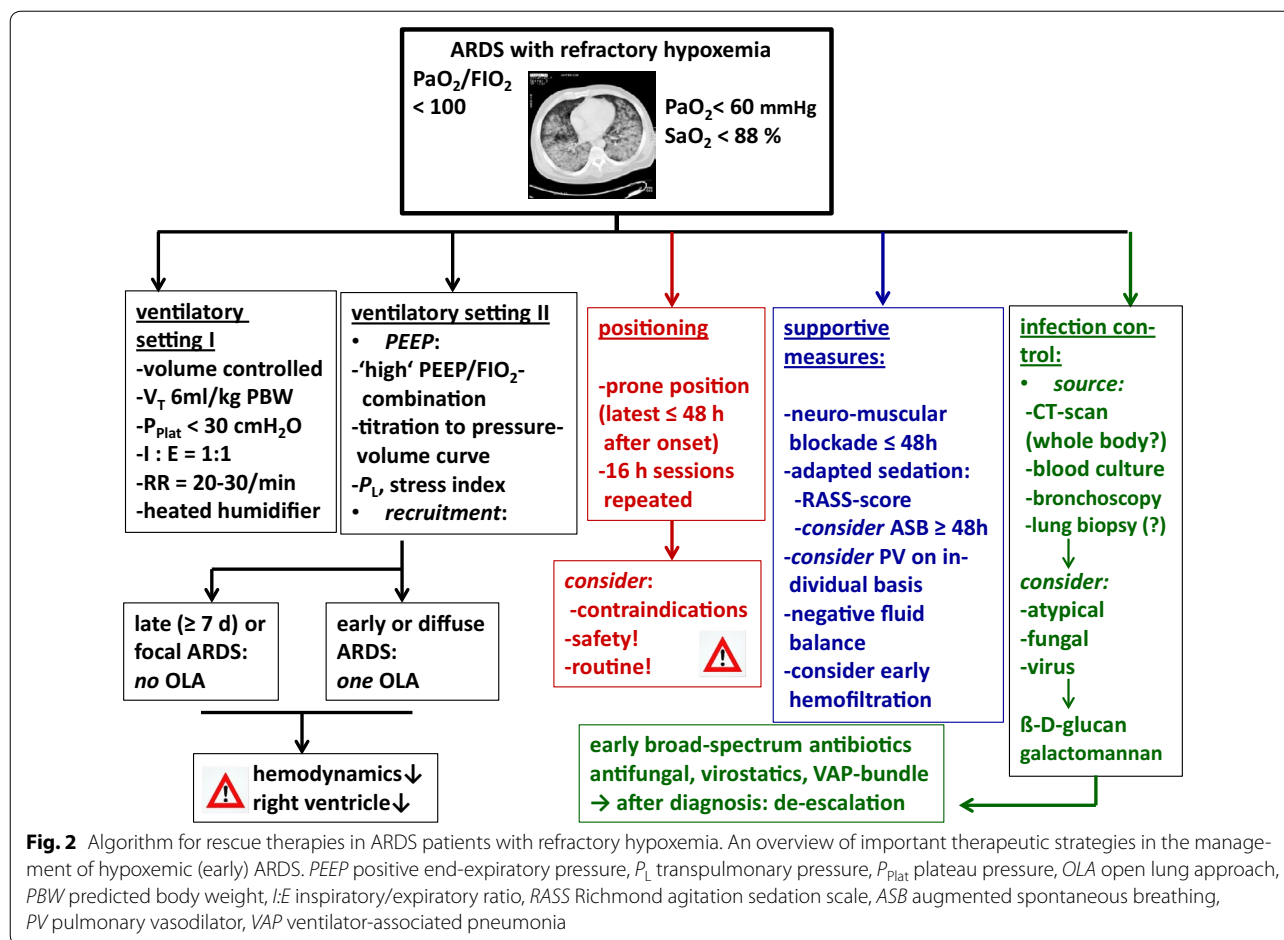 ARDS with refractory hypoxemia
PaO₂/FIO₂
< 100
PaO₂< 60 mmHg
SaO₂ < 88 %
ventilatory
setting I
-volume controlled
-V_T 6ml/kg PBW
-P_Plat < 30 cmH₂O
-I : E = 1:1
-RR = 20-30/min
-heated humidifier
ventilatory setting II
• PEEP:
-‘high‘ PEEP/FIO₂-
combination
-titration to pressure-
volume curve
-P_L, stress index
• recruitment:
late (≥ 7 d) or
focal ARDS:
no OLA
early or diffuse
ARDS:
one OLA
! hemodynamics↓
right ventricle↓
positioning
-prone position
(latest ≤ 48 h
after onset)
-16 h sessions
repeated
consider:
-contraindications
-safety!
-routine!
!
supportive
measures:
-neuro-muscular
blockade ≤ 48h
-adapted sedation:
-RASS-score
-consider ASB ≥ 48h
-consider PV on in-
dividual basis
-negative fluid
balance
-consider early
hemofiltration
infection con-
trol:
• source:
-CT-scan
(whole body?)
-blood culture
-bronchoscopy
-lung biopsy (?)
consider:
-atypical
-fungal
-virus
ß-D-glucan
galactomannan
early broad-spectrum antibiotics
antifungal, virostatics, VAP-bundle
→ after diagnosis: de-escalation
Fig. 2 Algorithm for rescue therapies in ARDS patients with refractory hypoxemia. An overview of important therapeutic strategies in the manage-
ment of hypoxemic (early) ARDS. PEEP positive end-expiratory pressure, P_L transpulmonary pressure, P_Plat plateau pressure, OLA open lung approach,
PBW predicted body weight, I:E inspiratory/expiratory ratio, RASS Richmond agitation sedation scale, ASB augmented spontaneous breathing,
PV pulmonary vasodilator, VAP ventilator-associated pneumonia